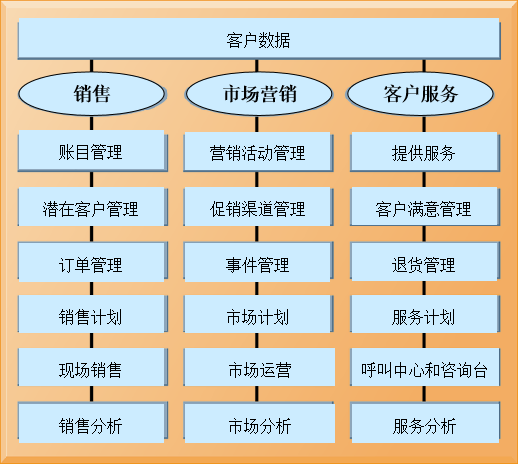 客户数据
销售 市场营销 客户服务
账目管理 营销活动管理 提供服务
潜在客户管理 促销渠道管理 客户满意管理
订单管理 事件管理 退货管理
销售计划 市场计划 服务计划
现场销售 市场运营 呼叫中心和咨询台
销售分析 市场分析 服务分析